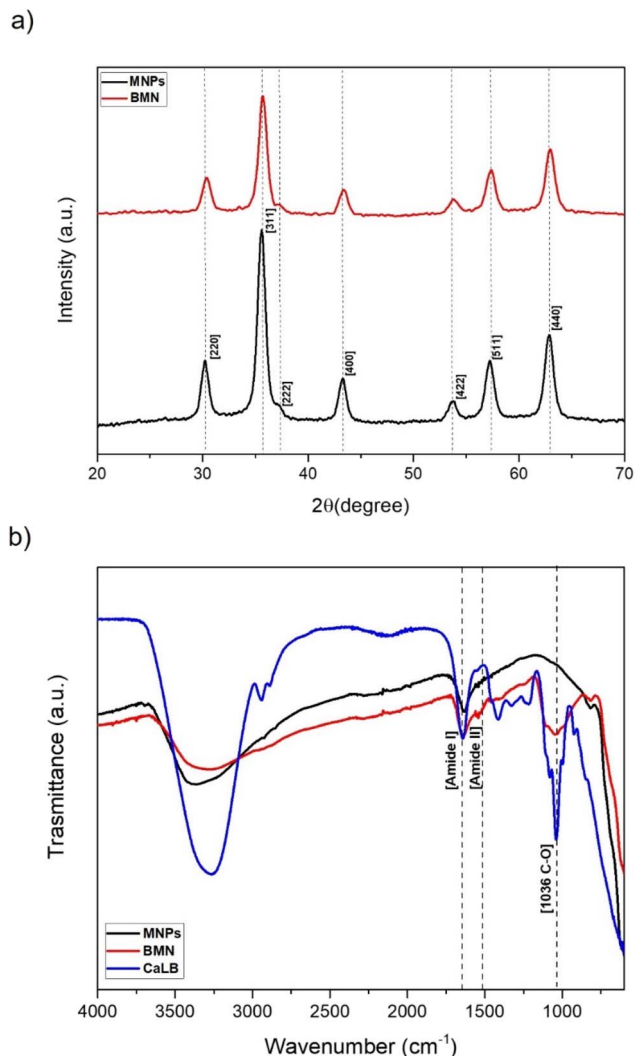 a)
MNPs
BMN
Intensity (a.u.)
[220]
[311]
[222]
[400]
[422]
[511]
[440]
20 30 40 50 60 70
2θ(degree)
b)
Trasmittance (a.u.)
[Amide I]
[Amide II]
[1036 C-O]
MNPs
BMN
CaLB
4000 3500 3000 2500 2000 1500 1000
Wavenumber (cm⁻¹)